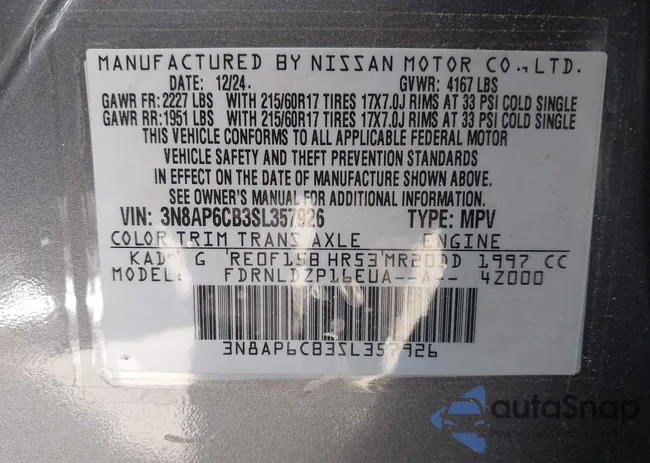 MANUFACTURED BY NISSAN MOTOR CO., LTD.
DATE: 12/24. GVWR: 4167 LBS
GAWR FR: 2227 LBS WITH 215/60R17 TIRES 17X7.0J RIMS AT 33 PSI COLD SINGLE
GAWR RR: 1951 LBS WITH 215/60R17 TIRES 17X7.0J RIMS AT 33 PSI COLD SINGLE
THIS VEHICLE CONFORMS TO ALL APPLICABLE FEDERAL MOTOR
VEHICLE SAFETY AND THEFT PREVENTION STANDARDS
IN EFFECT ON THE DATE OF MANUFACTURE SHOWN ABOVE.
SEE OWNER'S MANUAL FOR ADDITIONAL INFORMATION.
VIN: 3N8AP6CB3SL357926 TYPE: MPV
COLOR TRIM TRANS AXLE ENGINE
KAD G RE0F15B HR53 MR20DD 1997 CC
MODEL: FDRNLDZP16EUA--A-- 4Z000
3N8AP6CB3SL357926
autoSnap